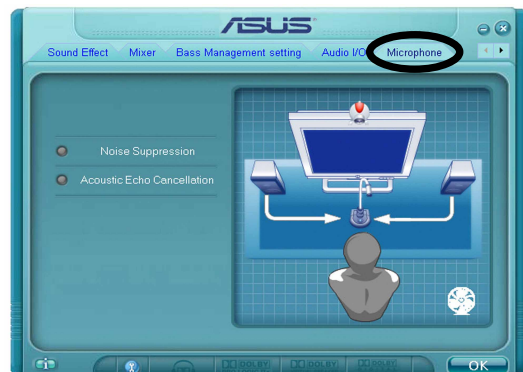 ASUS
Sound Effect Mixer Bass Management setting Audio I/O Microphone
Noise Suppression
Acoustic Echo Cancellation
DOLBY DOLBY DOLBY
OK